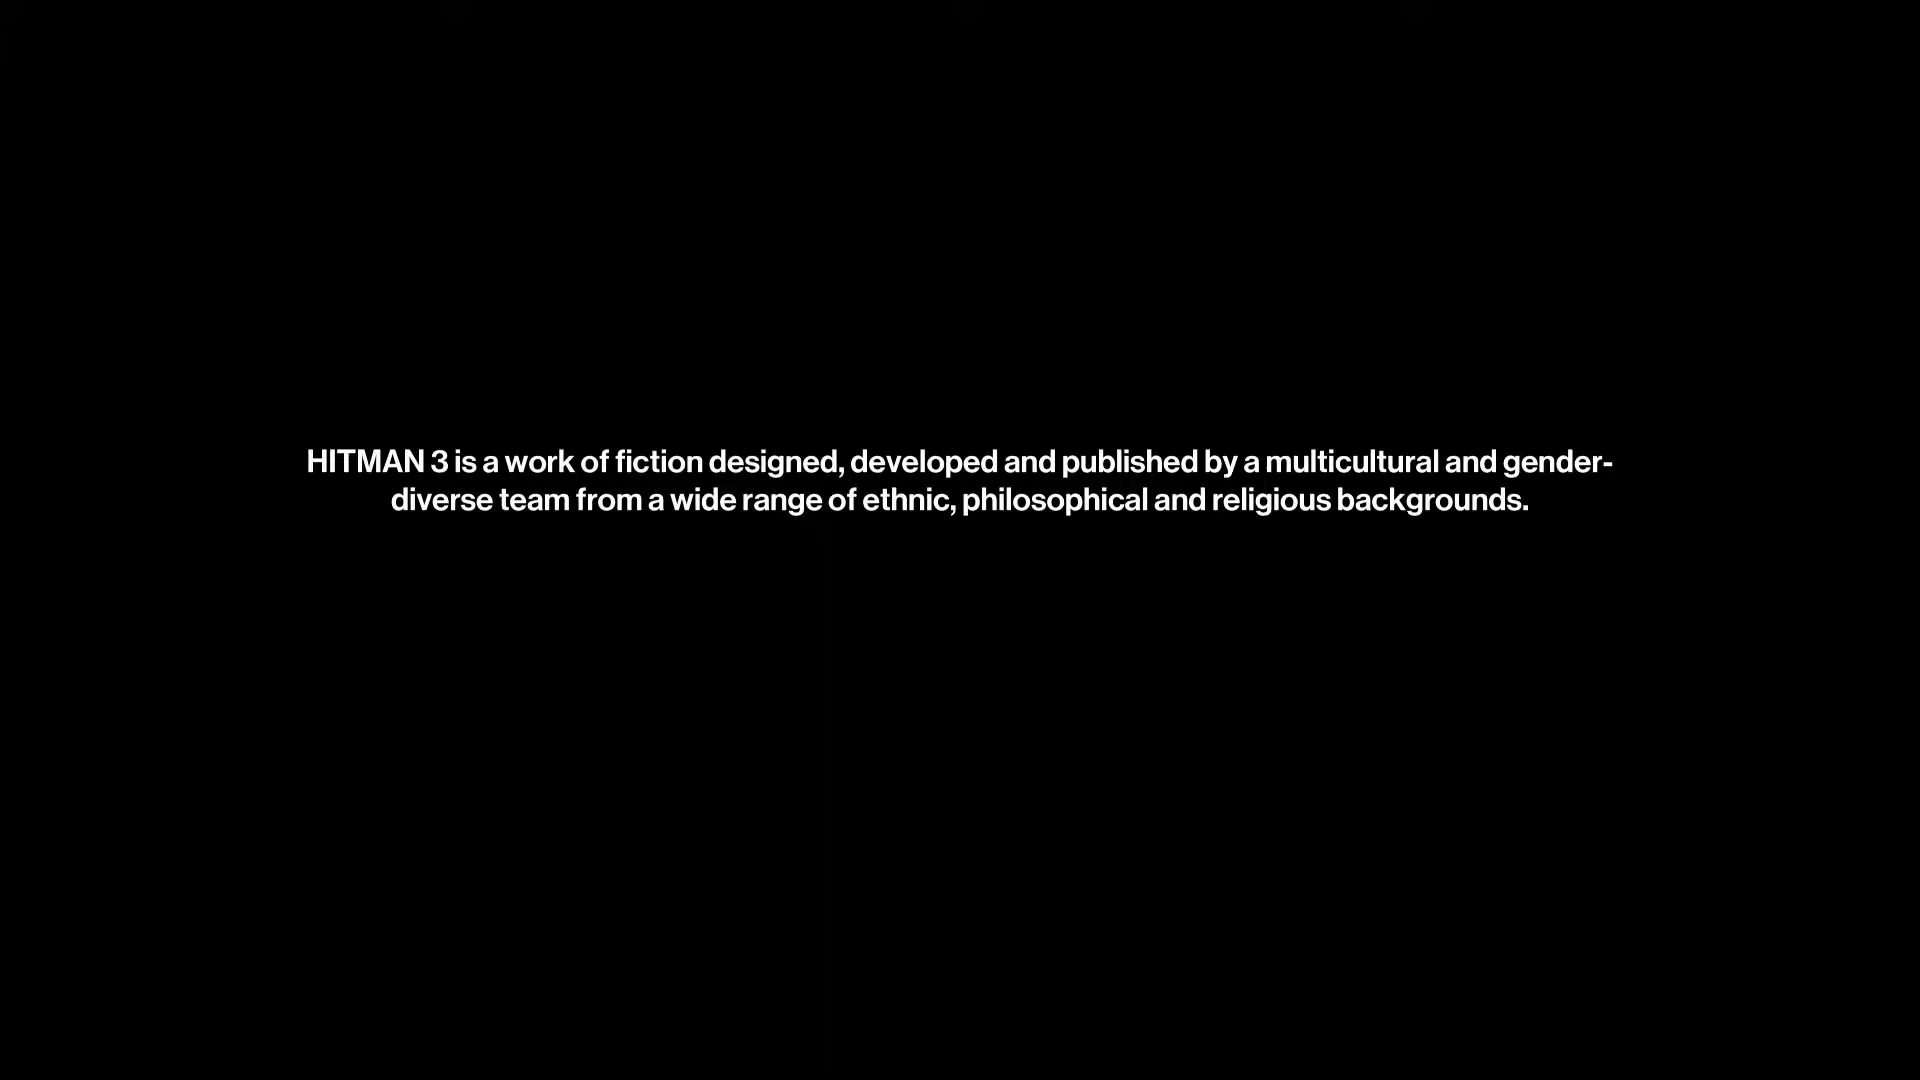 HITMAN 3 is a work of fiction designed, developed and published by a multicultural and gender-
diverse team from a wide range of ethnic, philosophical and religious backgrounds.